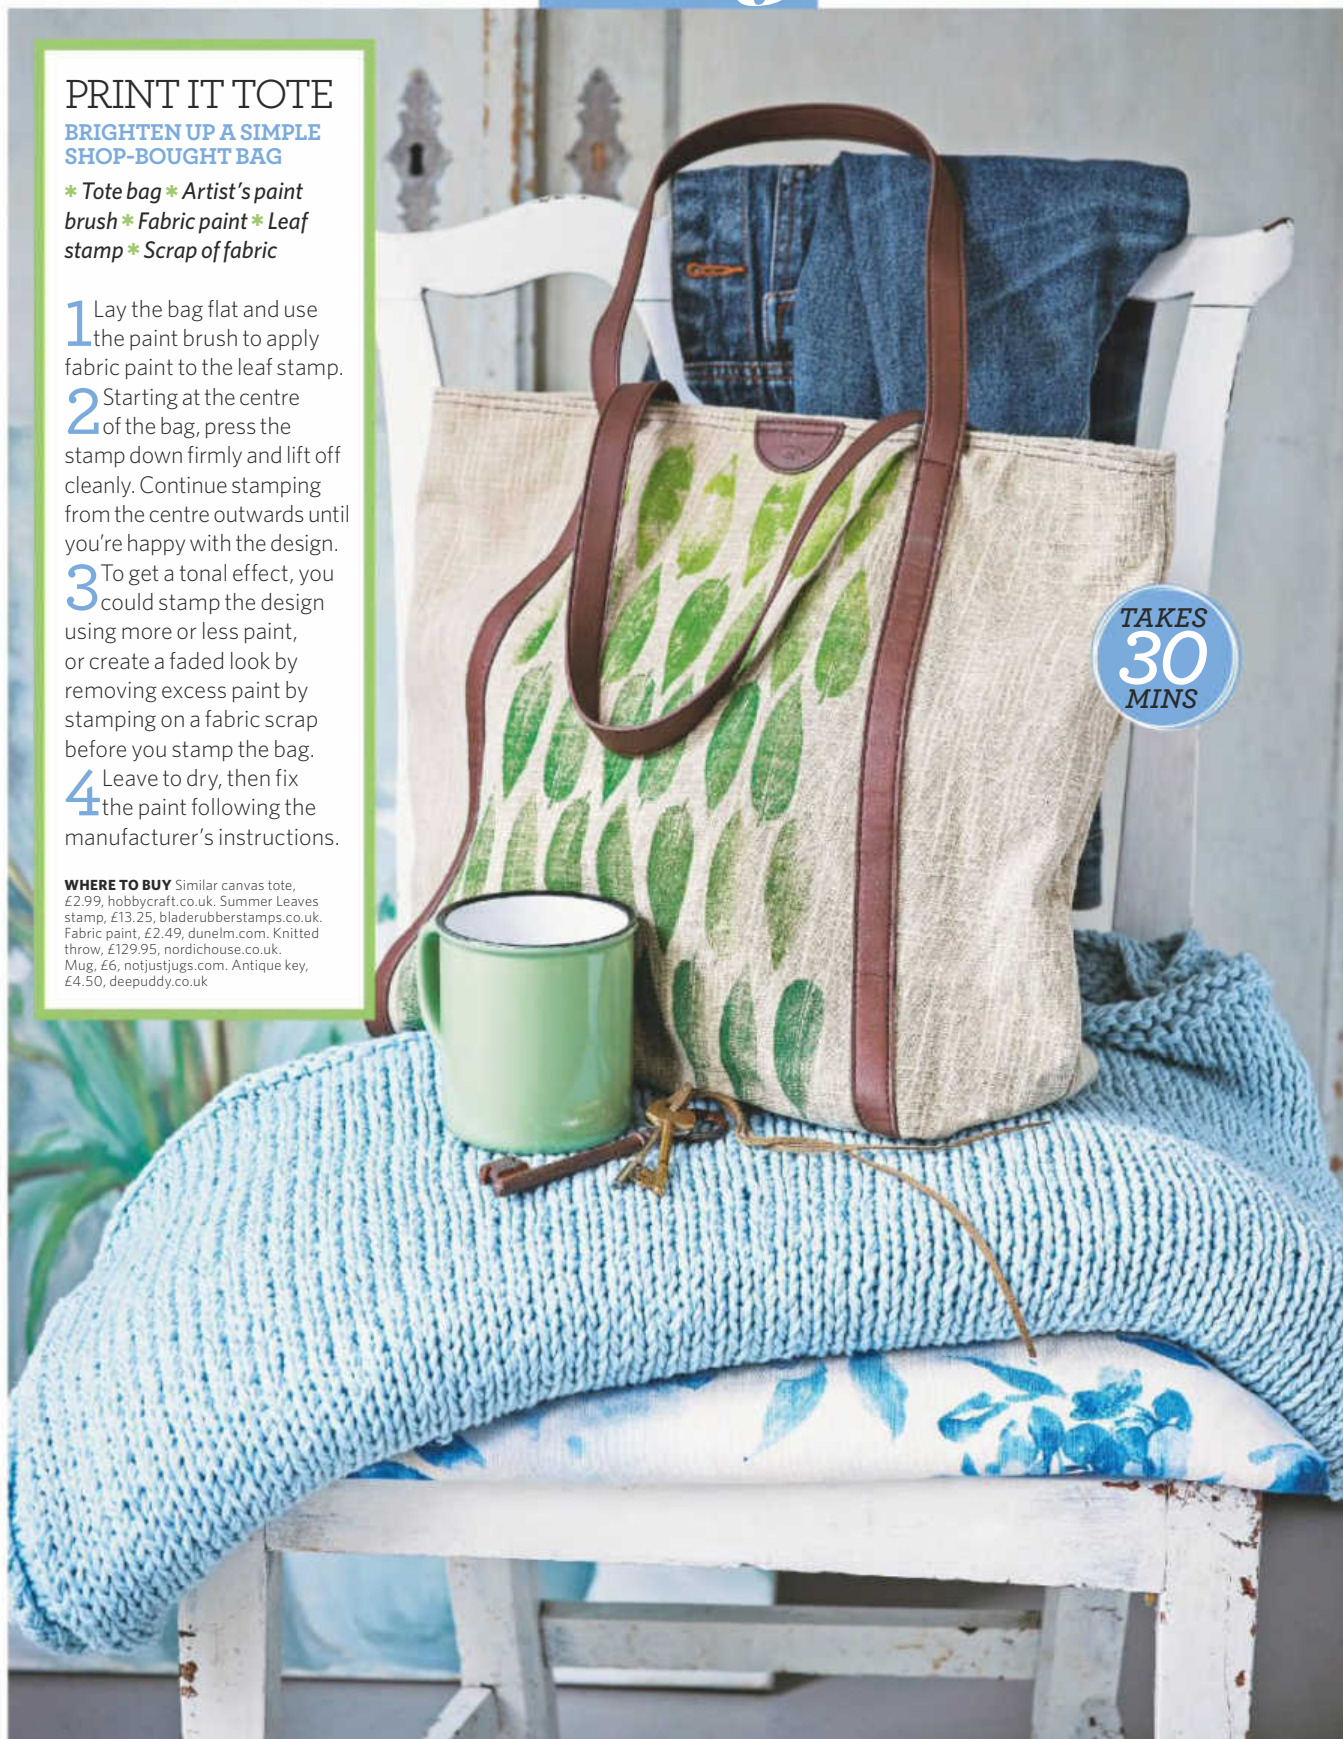 PRINT IT TOTE
BRIGHTEN UP A SIMPLE
SHOP-BOUGHT BAG
* Tote bag * Artist's paint
brush * Fabric paint * Leaf
stamp * Scrap of fabric
1 Lay the bag flat and use
the paint brush to apply
fabric paint to the leaf stamp.
2 Starting at the centre
of the bag, press the
stamp down firmly and lift off
cleanly. Continue stamping
from the centre outwards until
you're happy with the design.
3 To get a tonal effect, you
could stamp the design
using more or less paint,
or create a faded look by
removing excess paint by
stamping on a fabric scrap
before you stamp the bag.
4 Leave to dry, then fix
the paint following the
manufacturer's instructions.
WHERE TO BUY Similar canvas tote,
£2.99, hobbycraft.co.uk. Summer Leaves
stamp, £13.25, bladerubberstamps.co.uk.
Fabric paint, £2.49, dunelm.com. Knitted
throw, £129.95, nordichouse.co.uk.
Mug, £6, notjustjugs.com. Antique key,
£4.50, deepuddy.co.uk
TAKES
30
MINS